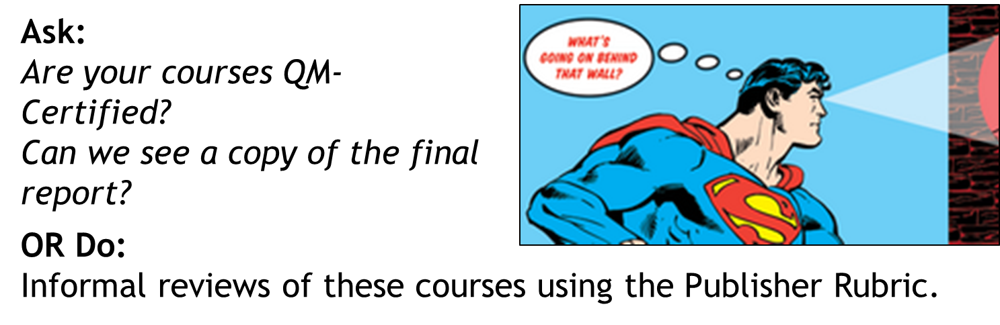 Ask:
Are your courses QM-
Certified?
Can we see a copy of the final
report?
OR Do:
Informal reviews of these courses using the Publisher Rubric.
WHAT'S
GOING ON BEHIND
THAT WALL?
S